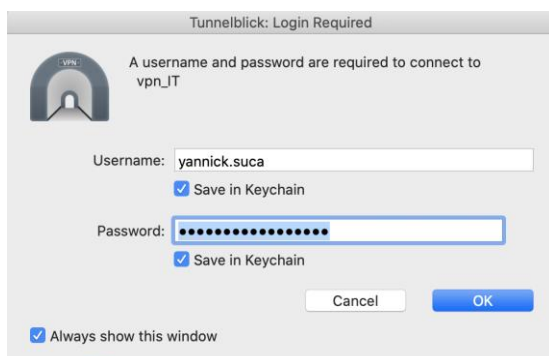 Tunnelblick: Login Required
VPN
A username and password are required to connect to
vpn_IT
Username: yannick.suca
Save in Keychain
Password: •••••••••••••••••
Save in Keychain
Cancel OK
Always show this window